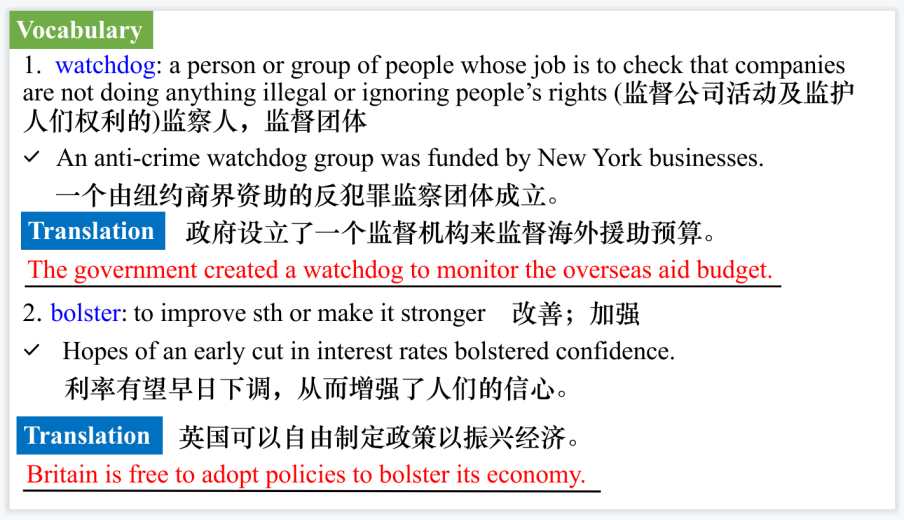 Vocabulary
1. watchdog: a person or group of people whose job is to check that companies
are not doing anything illegal or ignoring people’s rights (监督公司活动及监护
人们权利的)监察人，监督团体
✓ An anti-crime watchdog group was funded by New York businesses.
一个由纽约商界资助的反犯罪监察团体成立。
Translation 政府设立了一个监督机构来监督海外援助预算。
The government created a watchdog to monitor the overseas aid budget.
2. bolster: to improve sth or make it stronger 改善；加强
✓ Hopes of an early cut in interest rates bolstered confidence.
利率有望早日下调，从而增强了人们的信心。
Translation 英国可以自由制定政策以振兴经济。
Britain is free to adopt policies to bolster its economy.